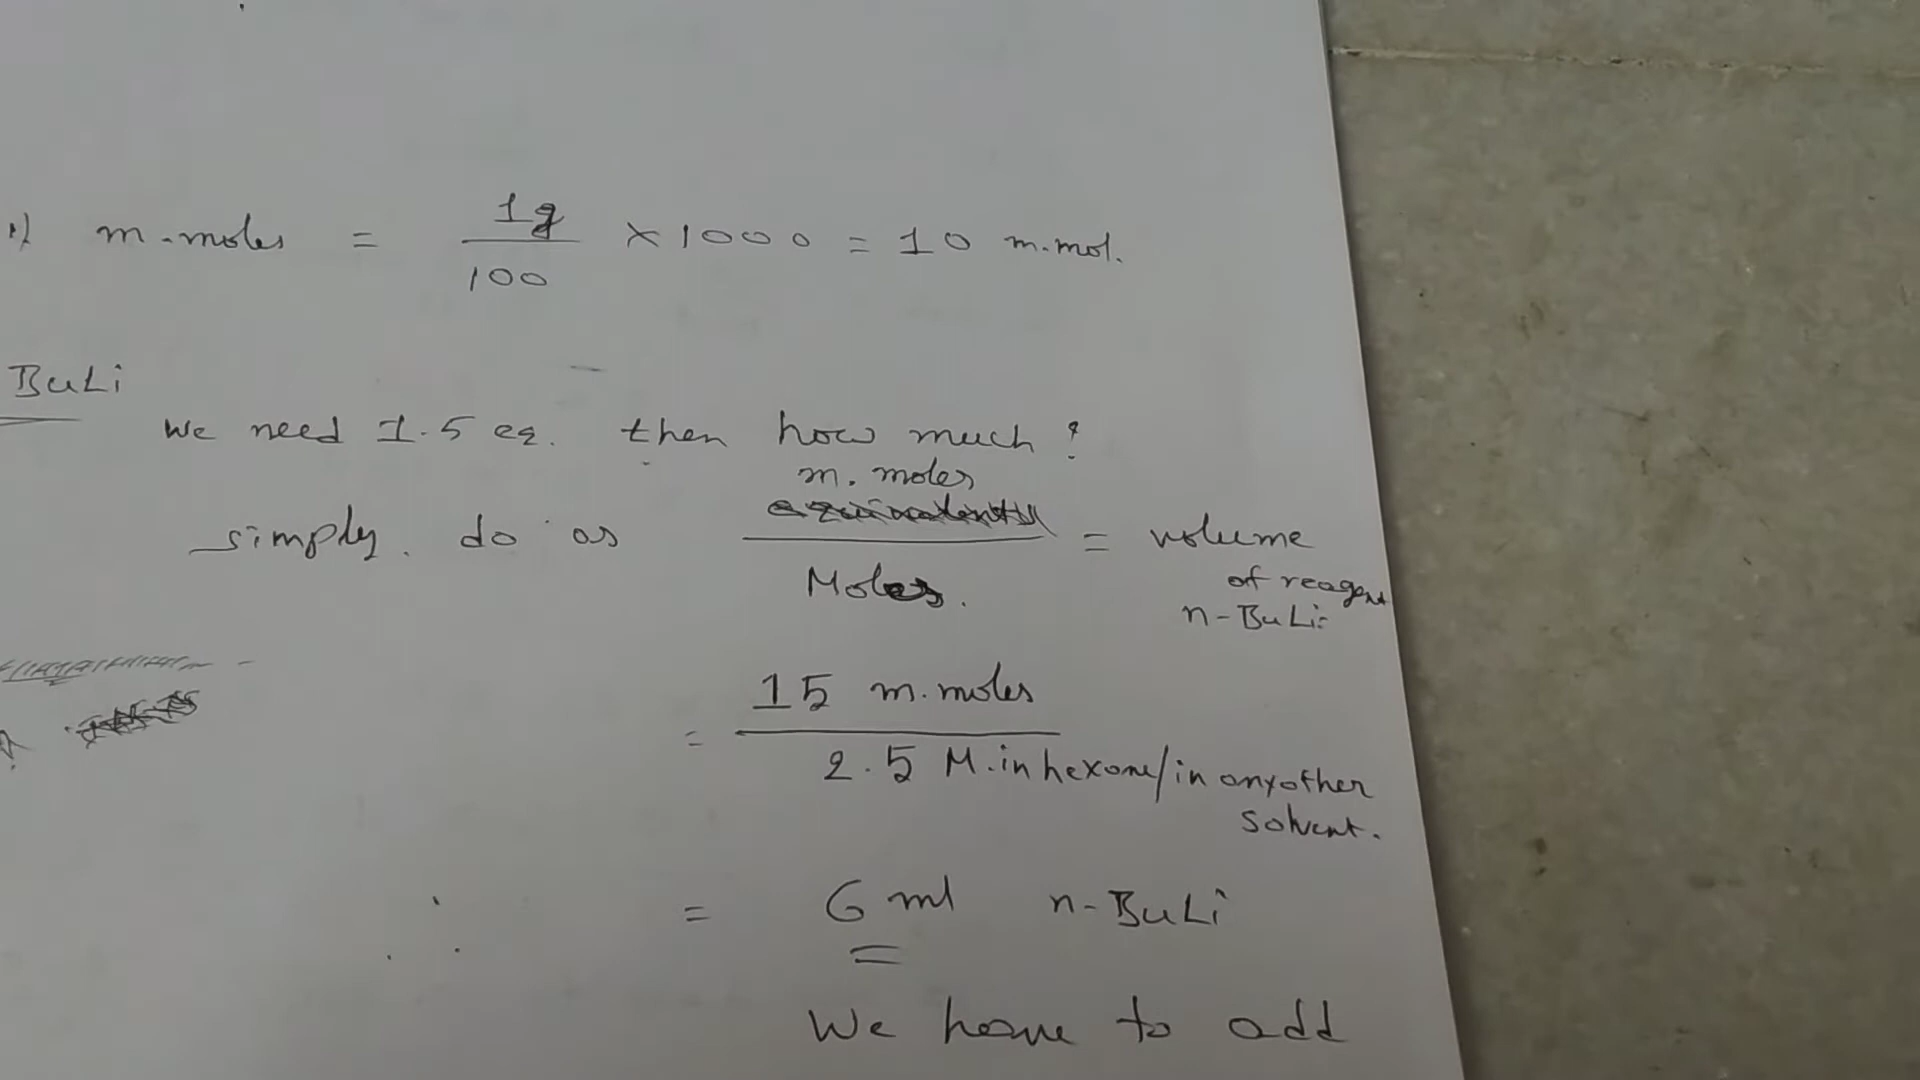 1) m.moles = 1g / 100 × 1000 = 10 m.mol.
BuLi
We need 1.5 eq. then how much ?
m. moles
simply. do as = volume
Moles. of reagent
n-BuLi:
= 15 m.moles
2.5 M.in hexane/in anyother
solvent.
= 6 ml n-BuLi
We have to add